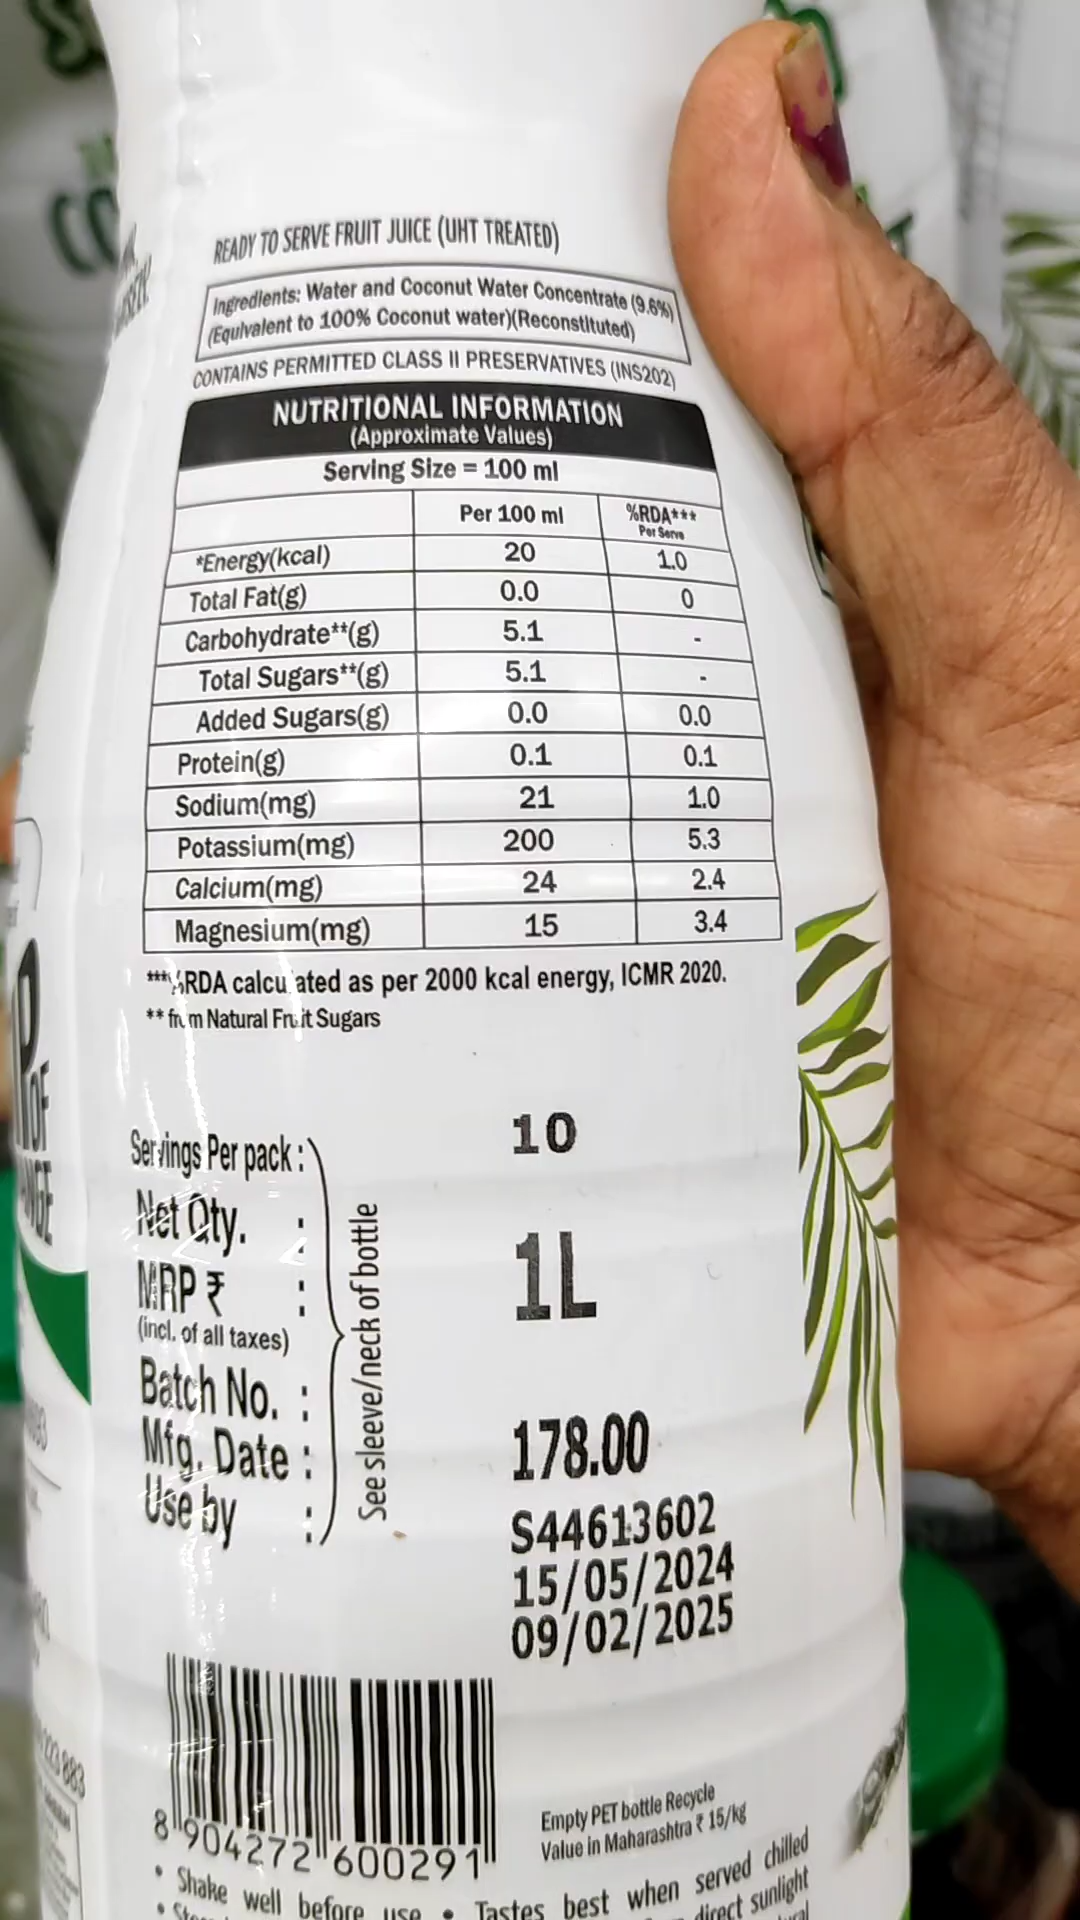 READY TO SERVE FRUIT JUICE (UHT TREATED)
Ingredients: Water and Coconut Water Concentrate (9.6%)
(Equivalent to 100% Coconut water)(Reconstituted)
CONTAINS PERMITTED CLASS II PRESERVATIVES (INS202)
NUTRITIONAL INFORMATION
(Approximate Values)
Serving Size = 100 ml
Per 100 ml %RDA***
Per Serve
*Energy(kcal) 20 1.0
Total Fat(g) 0.0 0
Carbohydrate**(g) 5.1 -
Total Sugars**(g) 5.1 -
Added Sugars(g) 0.0 0.0
Protein(g) 0.1 0.1
Sodium(mg) 21 1.0
Potassium(mg) 200 5.3
Calcium(mg) 24 2.4
Magnesium(mg) 15 3.4
***%RDA calculated as per 2000 kcal energy, ICMR 2020.
** from Natural Fruit Sugars
Servings Per pack : 10
Net Qty. : 1L
MRP ₹ : 178.00
(incl. of all taxes)
Batch No. : S44613602
Mfg. Date : 15/05/2024
Use by : 09/02/2025
See sleeve/neck of bottle
8 904272 600291
Empty PET bottle Recycle
Value in Maharashtra ₹ 15/kg
• Shake well before use • Tastes best when served chilled
direct sunlight
OF